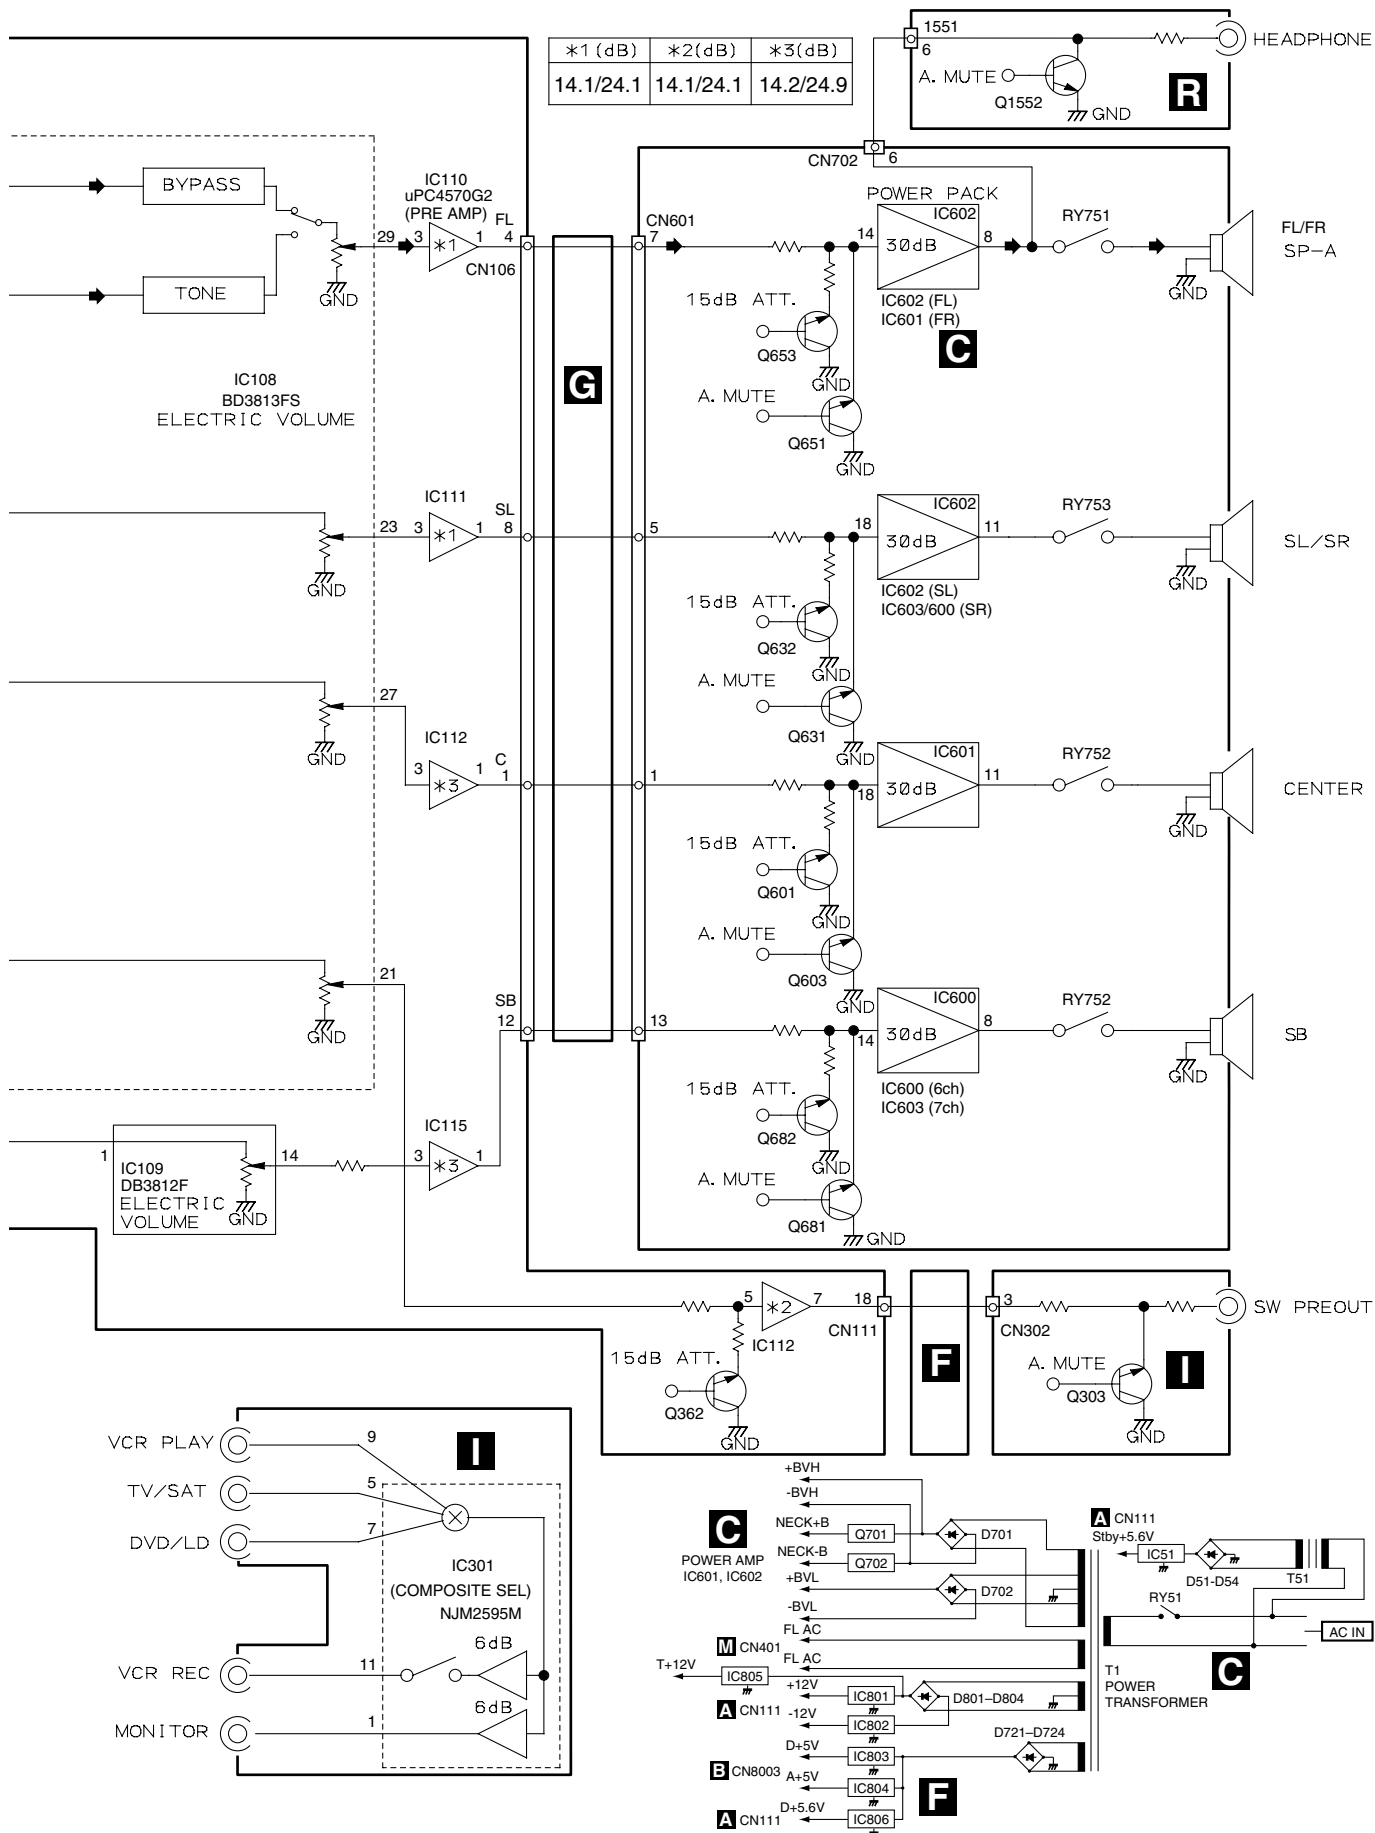 1551
6
HEADPHONE
A. MUTE
Q1552
GND
R
*1(dB) *2(dB) *3(dB)
14.1/24.1 14.1/24.1 14.2/24.9
CN702
6
BYPASS
TONE
GND
29
IC110
uPC4570G2
(PRE AMP)
3
*1
1
FL
4
CN106
CN601
7
POWER PACK
14
IC602
30dB
8
IC602 (FL)
IC601 (FR)
C
RY751
GND
FL/FR
SP-A
15dB ATT.
Q653
GND
A. MUTE
Q651
GND
IC108
BD3813FS
ELECTRIC VOLUME
G
GND
23
IC111
3
*1
1
SL
8
5
18
IC602
30dB
11
IC602 (SL)
IC603/600 (SR)
RY753
GND
SL/SR
15dB ATT.
Q632
GND
A. MUTE
Q631
GND
GND
27
IC112
3
*3
1
C
1
1
18
IC601
30dB
11
RY752
GND
CENTER
15dB ATT.
Q601
GND
A. MUTE
Q603
GND
GND
21
SB
12
13
14
IC600
30dB
8
IC600 (6ch)
IC603 (7ch)
RY752
GND
SB
15dB ATT.
Q682
GND
A. MUTE
Q681
GND
1
IC109
DB3812F
ELECTRIC
VOLUME
GND
14
IC115
3
*3
1
5
*2
7
IC112
18
CN111
15dB ATT.
Q362
GND
F
3
CN302
A. MUTE
Q303
GND
I
SW PREOUT
VCR PLAY
9
TV/SAT
5
DVD/LD
7
I
IC301
(COMPOSITE SEL)
NJM2595M
6dB
VCR REC
11
6dB
MONITOR
1
C
POWER AMP
IC601, IC602
+BVH
-BVH
NECK+B
Q701
D701
NECK-B
Q702
+BVL
D702
-BVL
FL AC
M CN401
FL AC
T+12V
IC805
+12V
IC801
D801–D804
A CN111
-12V
IC802
D721–D724
D+5V
IC803
B CN8003
A+5V
IC804
F
D+5.6V
A CN111
IC806
A CN111
Stby+5.6V
IC51
D51-D54
T51
RY51
AC IN
T1
POWER
TRANSFORMER
C